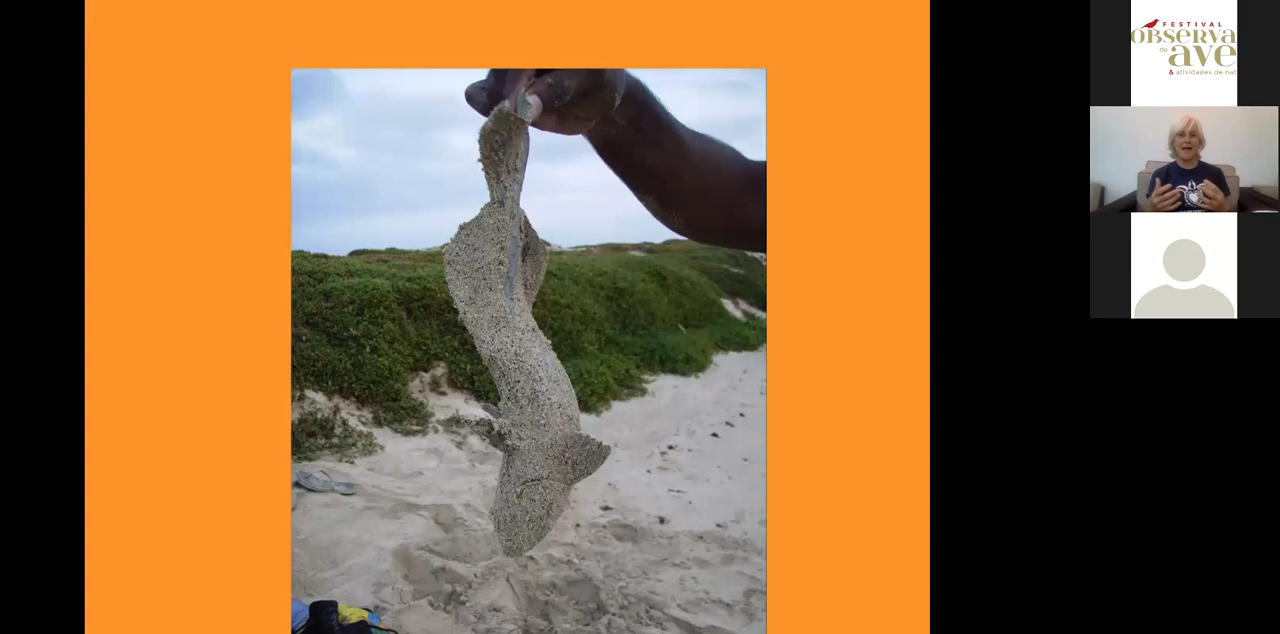 FESTIVAL
OBSERVA
de
ave
& atividades de nat